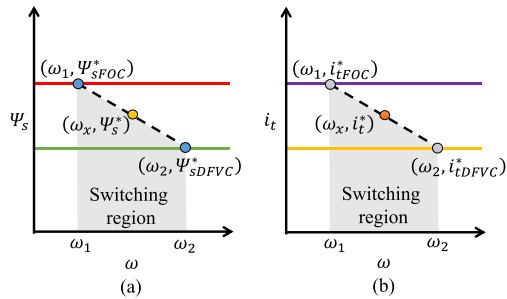 (ω₁, Ψ*sFOC)
Ψs
(ωₓ, Ψ*s)
(ω₂, Ψ*sDFVC)
Switching
region
ω₁
ω₂
ω
(a)
(ω₁, i*tFOC)
iₜ
(ωₓ, i*t)
(ω₂, i*tDFVC)
Switching
region
ω₁
ω₂
ω
(b)